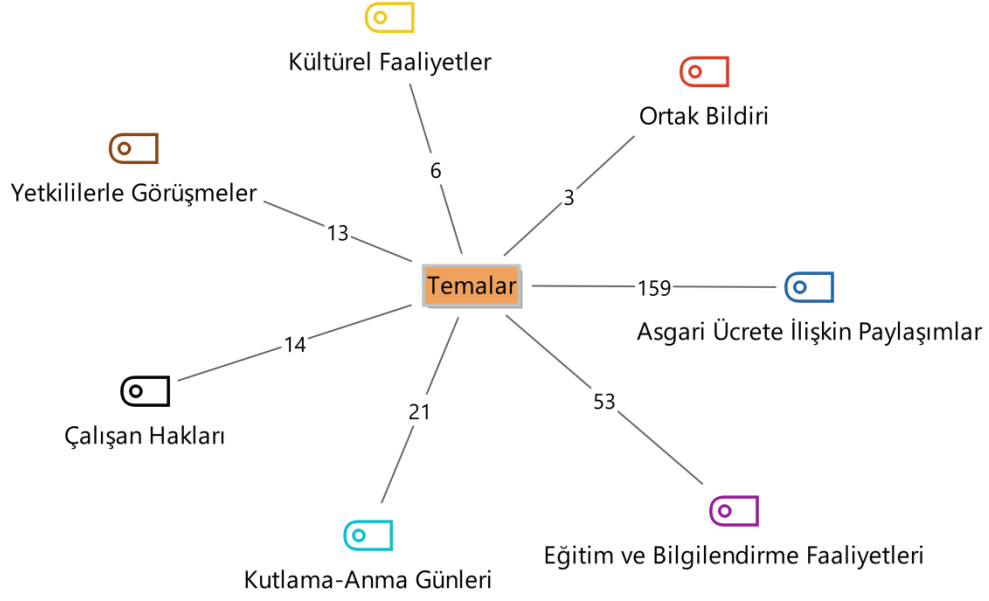 Kültürel Faaliyetler
Ortak Bildiri
Yetkililerle Görüşmeler
6
3
13
Temalar
159
Asgari Ücrete İlişkin Paylaşımlar
14
53
21
Çalışan Hakları
Eğitim ve Bilgilendirme Faaliyetleri
Kutlama-Anma Günleri